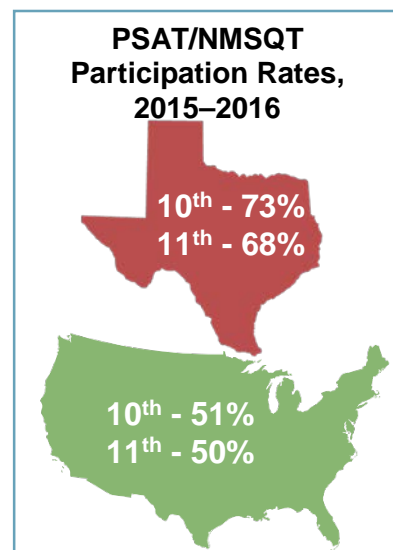 PSAT/NMSQT
Participation Rates,
2015–2016
10th - 73%
11th - 68%
10th - 51%
11th - 50%